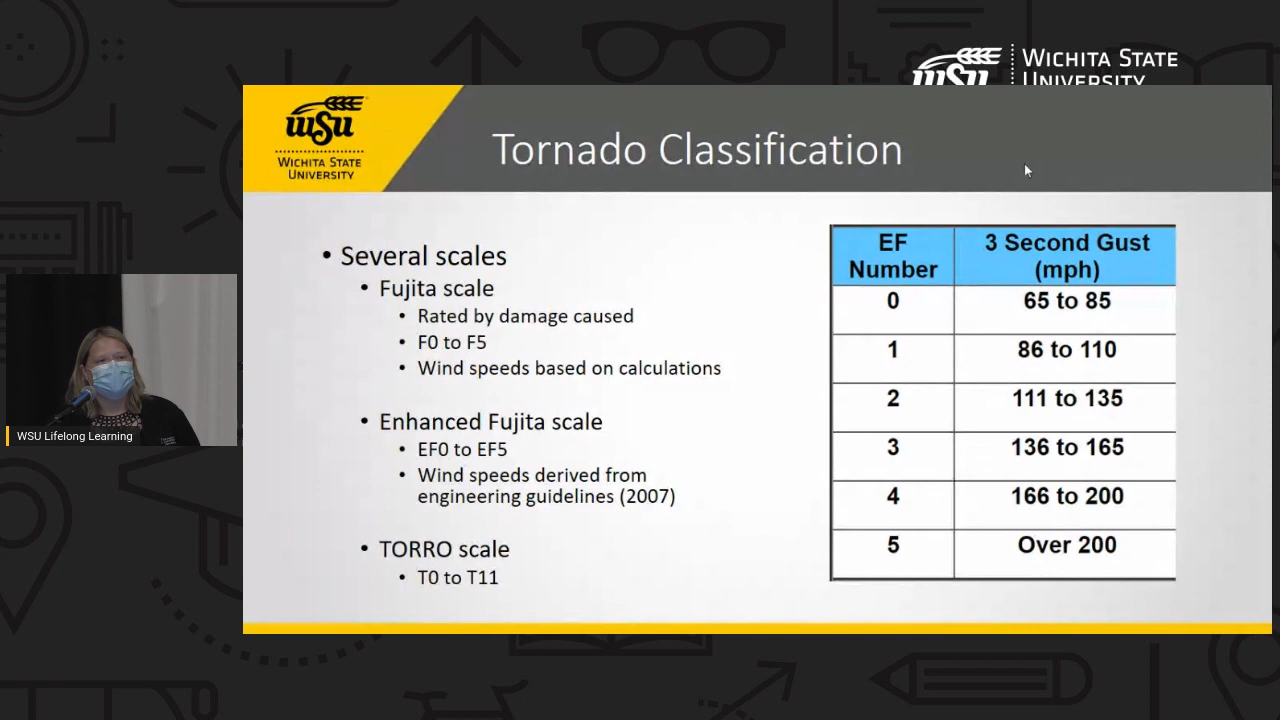 WSU
WICHITA STATE
UNIVERSITY
WSU
WICHITA STATE
UNIVERSITY
Tornado Classification
• Several scales
• Fujita scale
• Rated by damage caused
• F0 to F5
• Wind speeds based on calculations
• Enhanced Fujita scale
• EF0 to EF5
• Wind speeds derived from
engineering guidelines (2007)
• TORRO scale
• T0 to T11
EF
Number
3 Second Gust
(mph)
0 65 to 85
1 86 to 110
2 111 to 135
3 136 to 165
4 166 to 200
5 Over 200
WSU Lifelong Learning